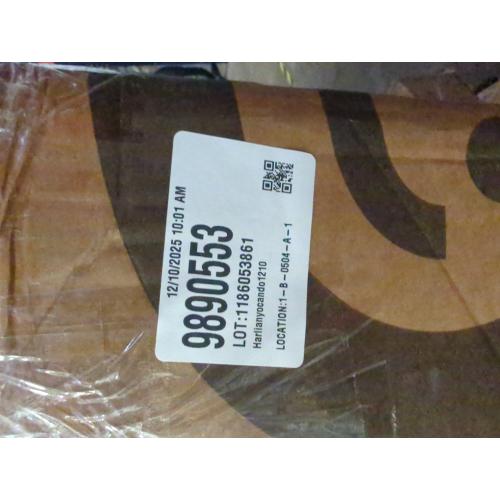 12/10/2025 10:01 AM
9890553
LOT:1186053861
Harlianyocando1210
LOCATION:1-B-0504-A-1